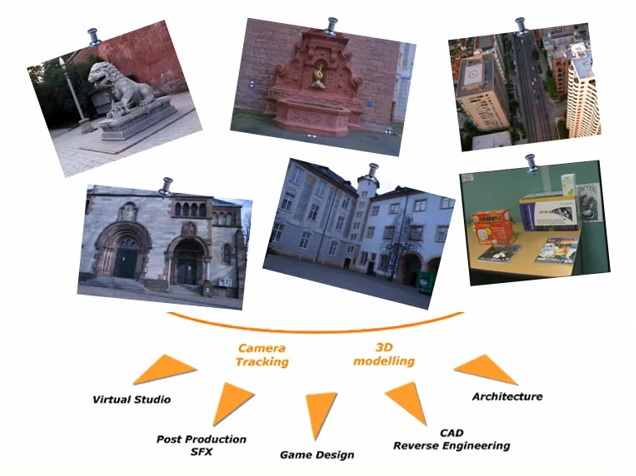 Camera
Tracking
3D
modelling
Virtual Studio
Post Production
SFX
Game Design
CAD
Reverse Engineering
Architecture